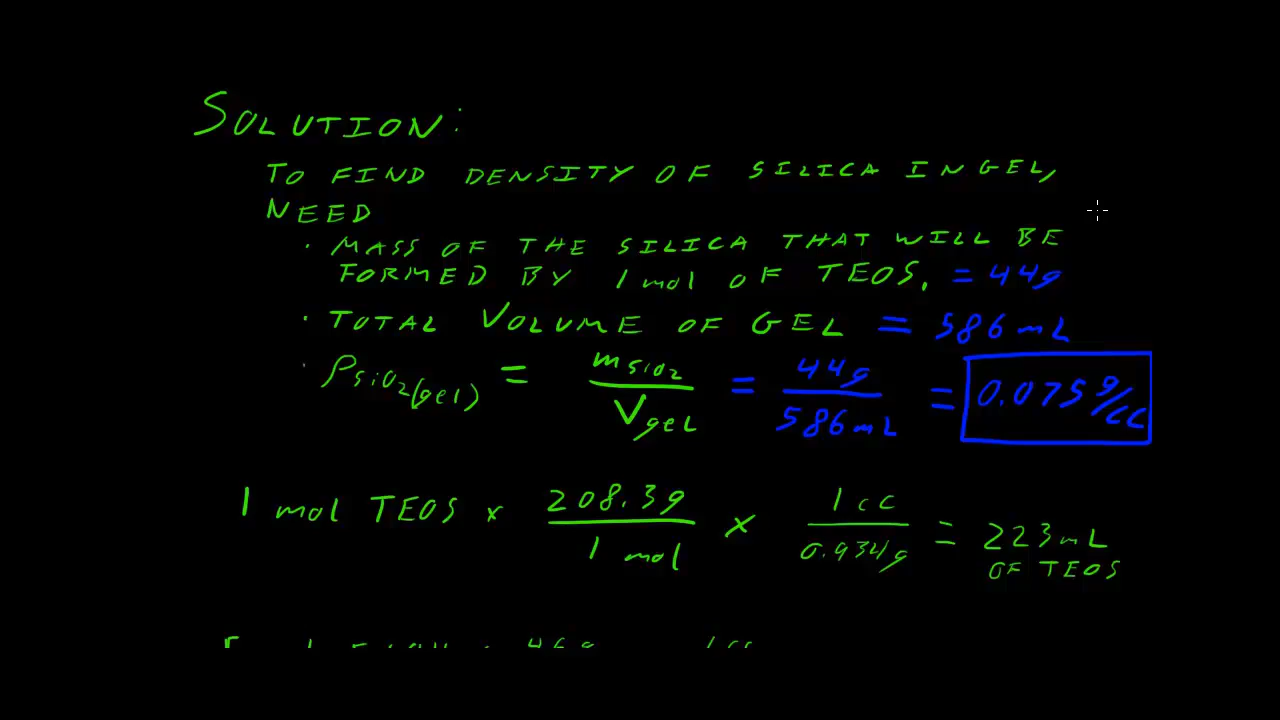 SOLUTION:
TO FIND DENSITY OF SILICA IN GEL,
NEED
· MASS OF THE SILICA THAT WILL BE
FORMED BY 1 mol OF TEOS. = 44g
· TOTAL VOLUME OF GEL = 586 mL
· ρSiO2(gel) = mSiO2 / Vgel = 44g / 586mL = 0.075 g/cc
1 mol TEOS x 208.3g / 1 mol x 1cc / 0.934g = 223mL
OF TEOS